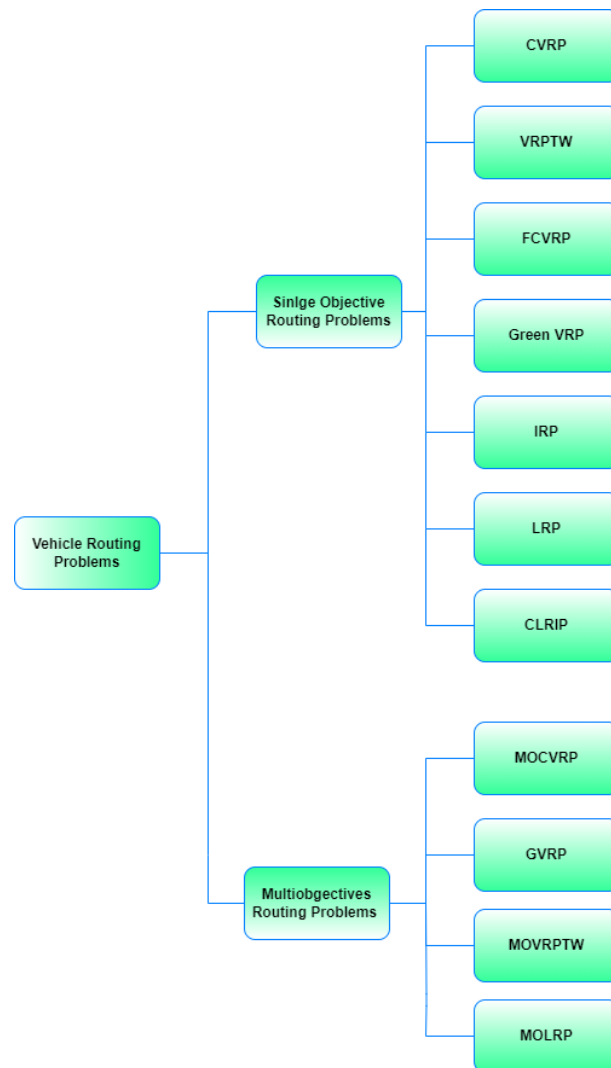 CVRP
VRPTW
FCVRP
Sinlge Objective
Routing Problems
Green VRP
IRP
LRP
Vehicle Routing
Problems
CLRIP
MOCVRP
GVRP
Multiobgectives
Routing Problems
MOVRPTW
MOLRP